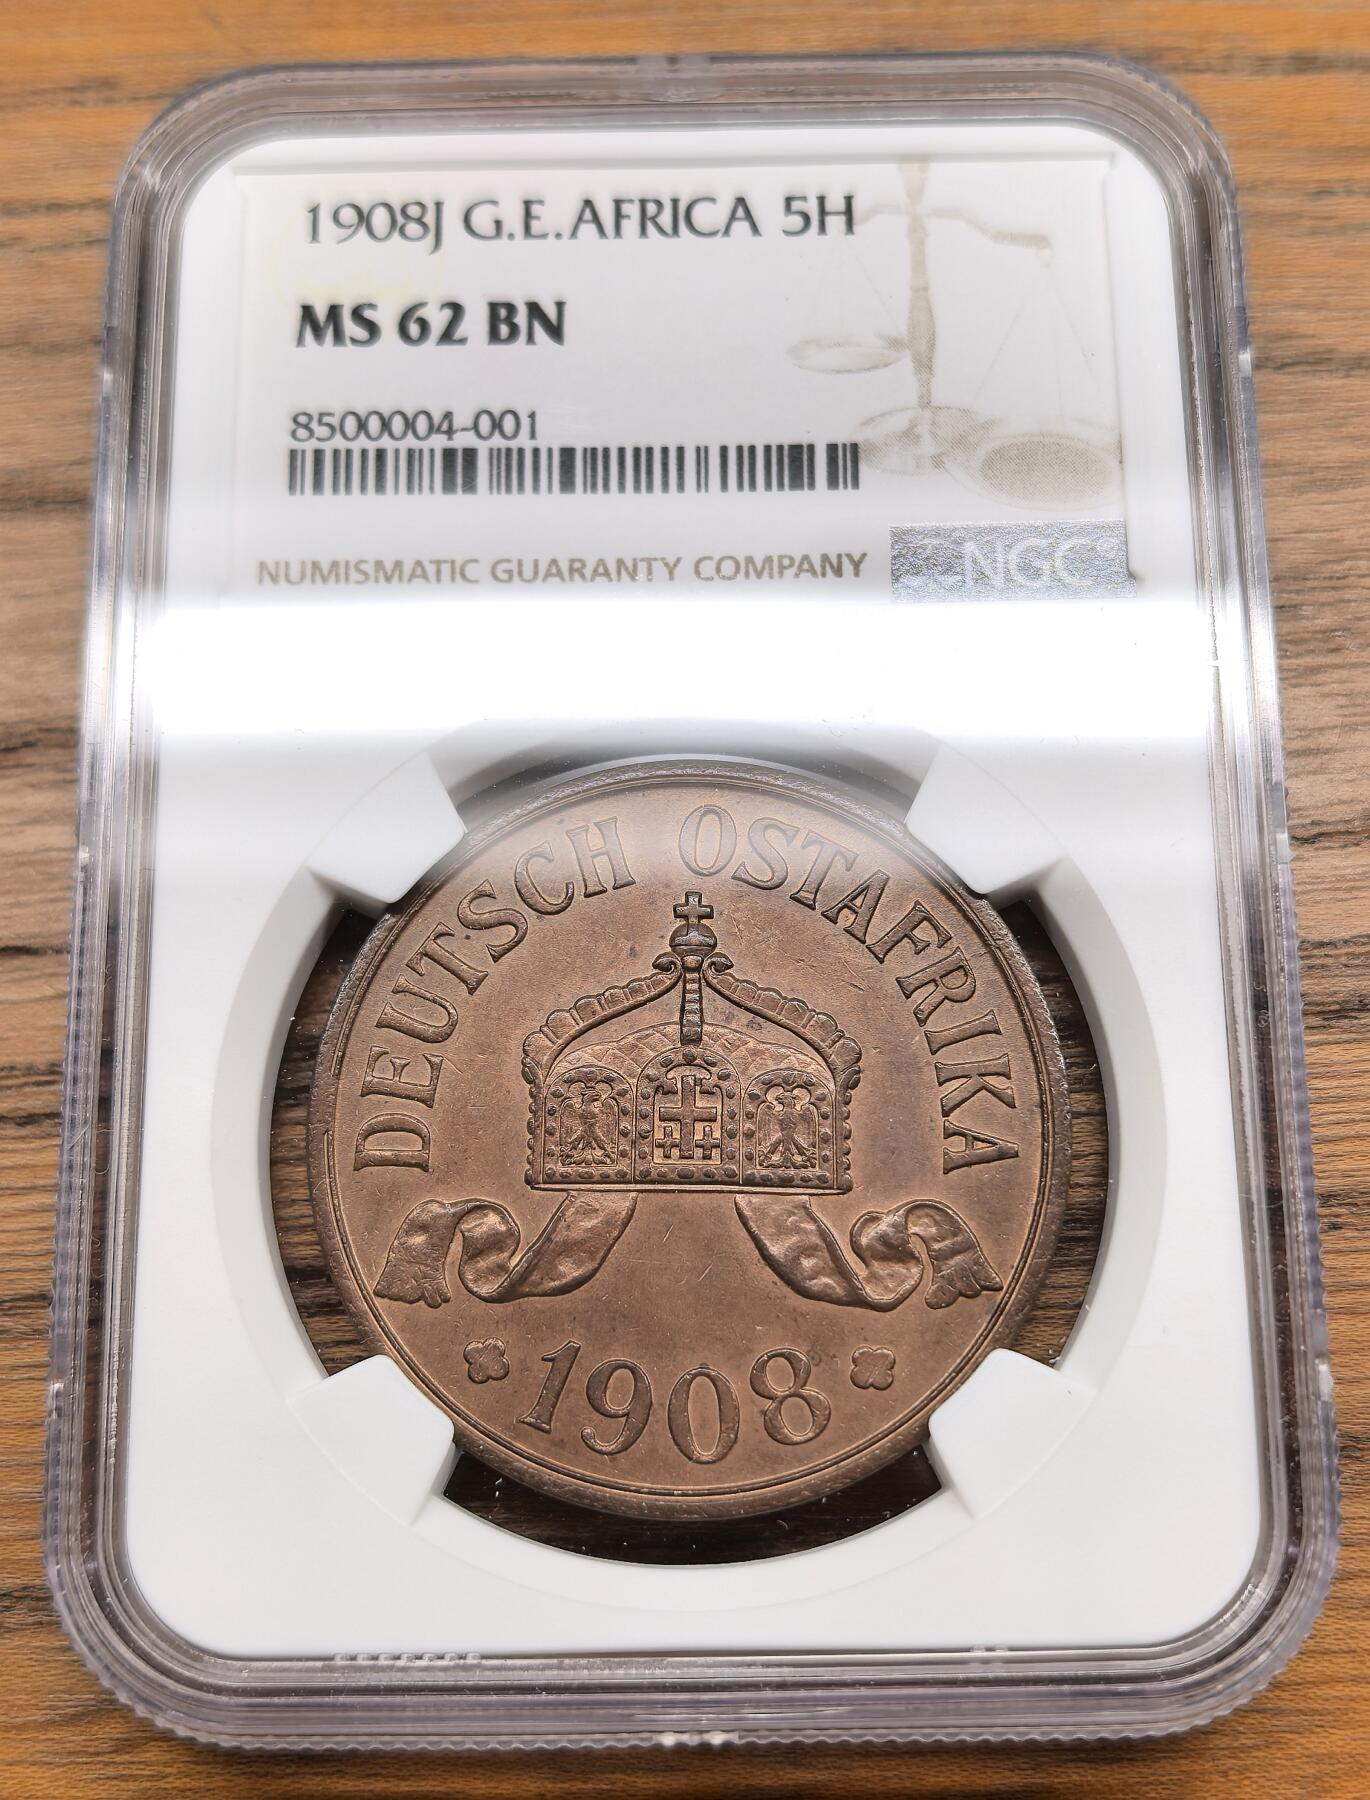 1908J G.E.AFRICA 5H
MS 62 BN
8500004-001
NUMISMATIC GUARANTY COMPANY
NGC
DEUTSCH OSTAFRIKA
1908